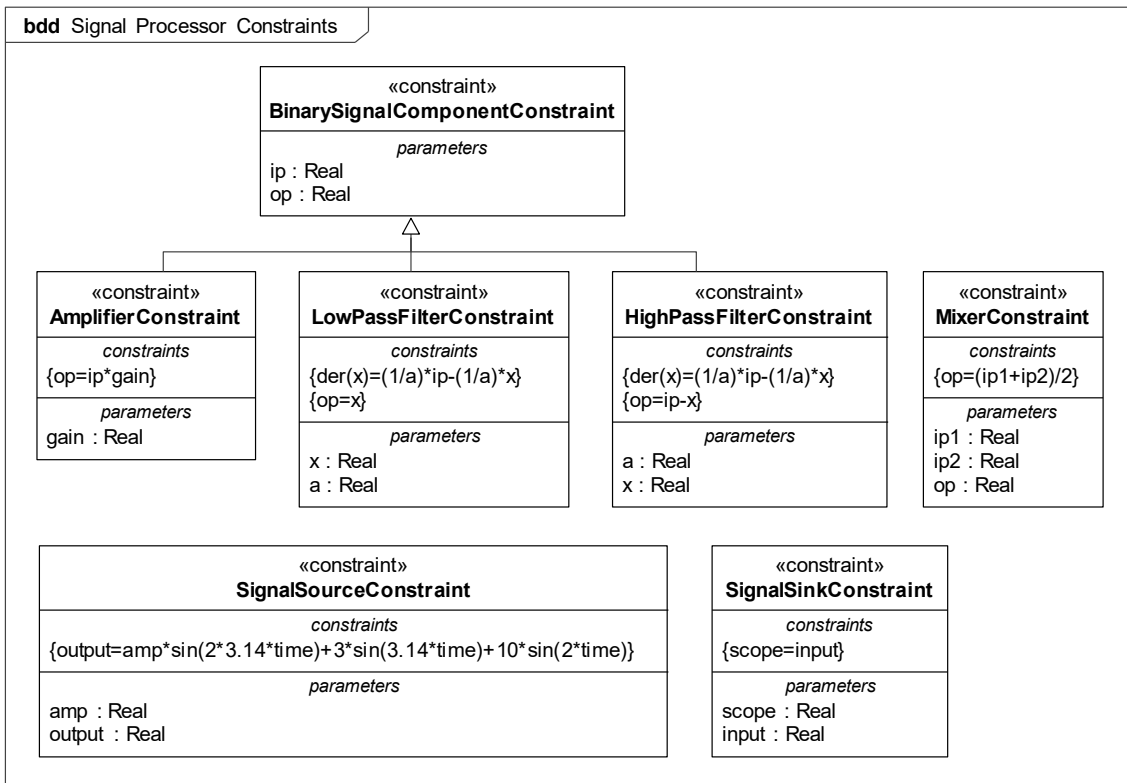 bdd Signal Processor Constraints
«constraint»
BinarySignalComponentConstraint
parameters
ip : Real
op : Real
«constraint»
AmplifierConstraint
constraints
{op=ip*gain}
parameters
gain : Real
«constraint»
LowPassFilterConstraint
constraints
{der(x)=(1/a)*ip-(1/a)*x}
{op=x}
parameters
x : Real
a : Real
«constraint»
HighPassFilterConstraint
constraints
{der(x)=(1/a)*ip-(1/a)*x}
{op=ip-x}
parameters
a : Real
x : Real
«constraint»
MixerConstraint
constraints
{op=(ip1+ip2)/2}
parameters
ip1 : Real
ip2 : Real
op : Real
«constraint»
SignalSourceConstraint
constraints
{output=amp*sin(2*3.14*time)+3*sin(3.14*time)+10*sin(2*time)}
parameters
amp : Real
output : Real
«constraint»
SignalSinkConstraint
constraints
{scope=input}
parameters
scope : Real
input : Real